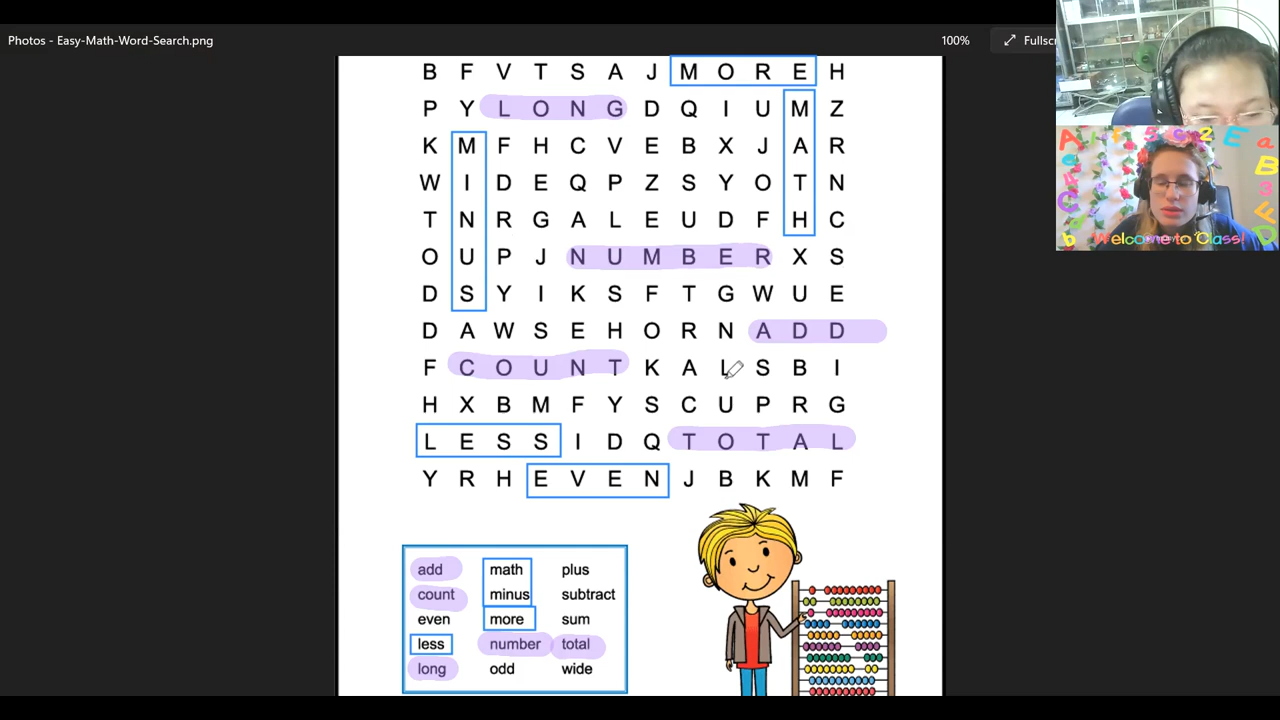 Photos - Easy-Math-Word-Search.png
100%
Fullsc
B F V T S A J M O R E H
P Y L O N G D Q I U M Z
K M F H C V E B X J A R
W I D E Q P Z S Y O T N
T N R G A L E U D F H C
O U P J N U M B E R X S
D S Y I K S F T G W U E
D A W S E H O R N A D D
F C O U N T K A L S B I
H X B M F Y S C U P R G
L E S S I D Q T O T A L
Y R H E V E N J B K M F
add math plus
count minus subtract
even more sum
less number total
long odd wide
Welcome to Class!